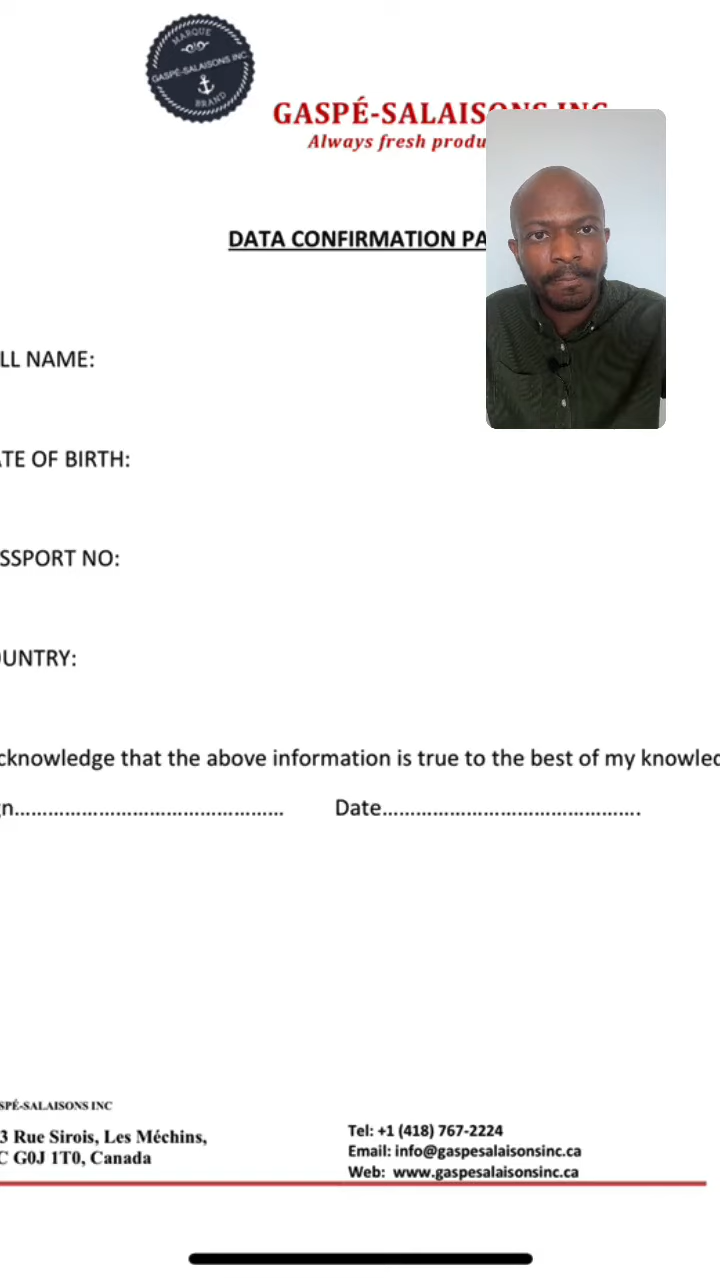 MARQUE
GASPÉ-SALAISONS INC
BRAND
GASPÉ-SALAISONS INC
Always fresh produ
DATA CONFIRMATION PA
LL NAME:
TE OF BIRTH:
SSPORT NO:
UNTRY:
cknowledge that the above information is true to the best of my knowled
gn................................................ Date..............................................
SPÉ-SALAISONS INC
3 Rue Sirois, Les Méchins,
C G0J 1T0, Canada
Tel: +1 (418) 767-2224
Email: info@gaspesalaisonsinc.ca
Web: www.gaspesalaisonsinc.ca